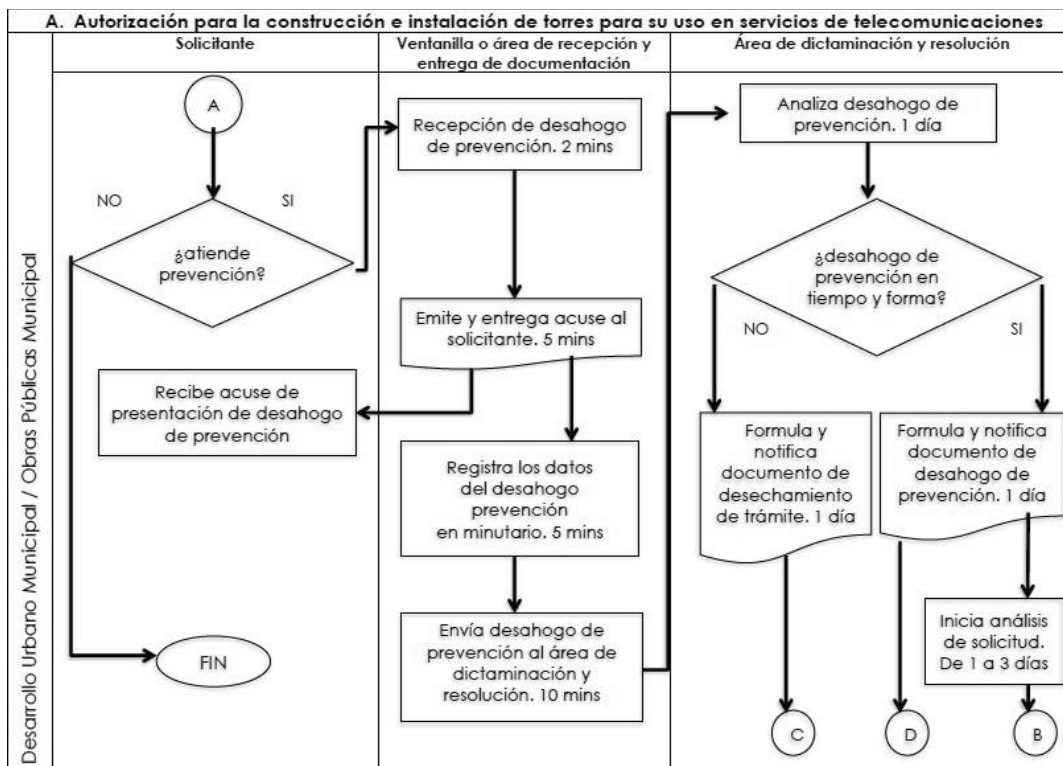 A. Autorización para la construcción e instalación de torres para su uso en servicios de telecomunicaciones
Solicitante
Ventanilla o área de recepción y
entrega de documentación
Área de dictaminación y resolución
Desarrollo Urbano Municipal / Obras Públicas Municipal
A
NO
SI
¿atiende
prevención?
Recibe acuse de
presentación de desahogo
de prevención
FIN
Recepción de desahogo
de prevención. 2 mins
Emite y entrega acuse al
solicitante. 5 mins
Registra los datos
del desahogo
prevención
en minutario. 5 mins
Envía desahogo de
prevención al área de
dictaminación y
resolución. 10 mins
Analiza desahogo de
prevención. 1 día
¿desahogo de
prevención en
tiempo y forma?
NO
SI
Formula y
notifica
documento de
desechamiento
de trámite. 1 día
Formula y notifica
documento de
desahogo de
prevención. 1 día
Inicia análisis
de solicitud.
De 1 a 3 días
C
D
B